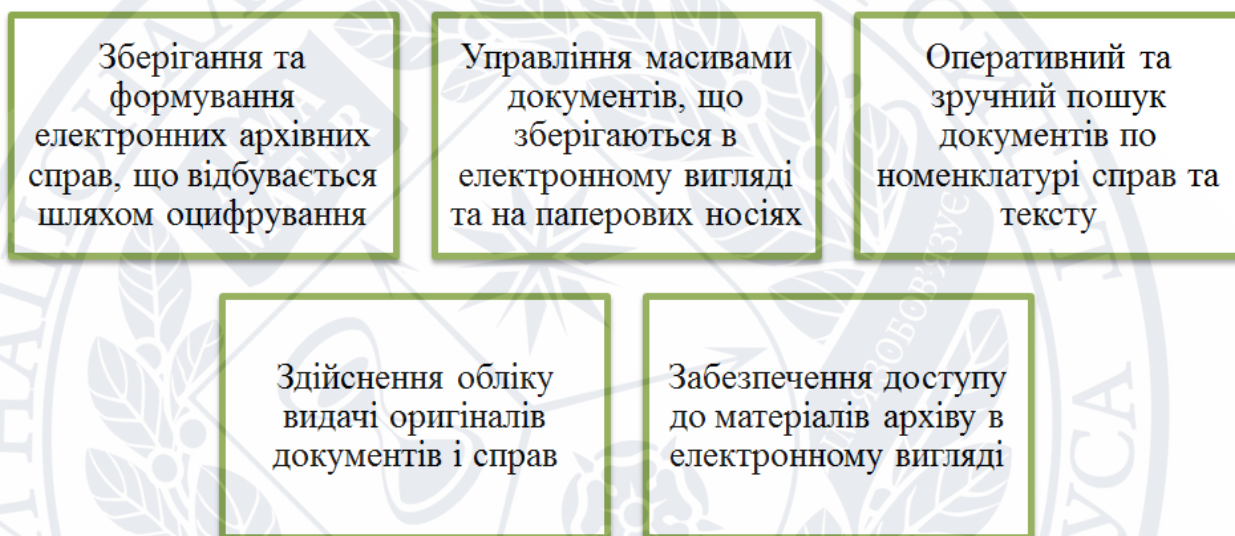 Зберігання та
формування
електронних архівних
справ, що відбувається
шляхом оцифрування
Управління масивами
документів, що
зберігаються в
електронному вигляді
та на паперових носіях
Оперативний та
зручний пошук
документів по
номенклатурі справ та
тексту
Здійснення обліку
видачі оригіналів
документів і справ
Забезпечення доступу
до матеріалів архіву в
електронному вигляді